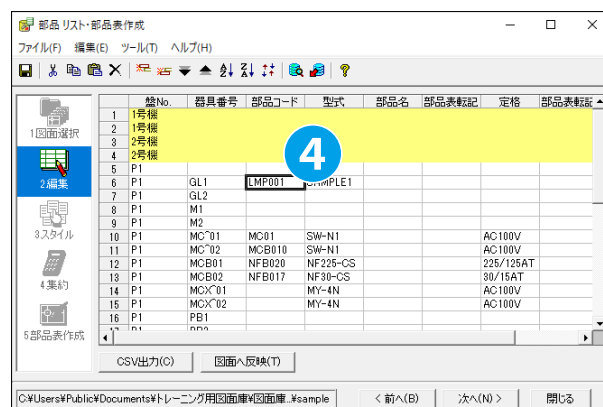 部品 リスト・部品表作成
ファイル(F) 編集(E) ツール(T) ヘルプ(H)
盤No. 器具番号 部品コード 型式 部品名 部品表転記 定格 部品表転記
1 1号機
2 1号機
3 2号機
4 2号機
5 P1
6 P1 GL1 LMP001
7 P1 GL2
8 P1 M1
9 P1 M2
10 P1 MC^01 MC01 SW-N1 AC100V
11 P1 MC^02 MCB010 SW-N1 AC100V
12 P1 MCB01 NFB020 NF225-CS 225/125AT
13 P1 MCB02 NFB017 NF30-CS 30/15AT
14 P1 MCX^01 MY-4N AC100V
15 P1 MCX^02 MY-4N AC100V
16 P1 PB1
4
1図面選択
2.編集
3.スタイル
4.集約
5部品表作成
CSV出力(C) 図面へ反映(T)
C:¥Users¥Public¥Documents¥トレーニング用図面庫¥図面庫..¥sample < 前へ(B) 次へ(N) > 閉じる